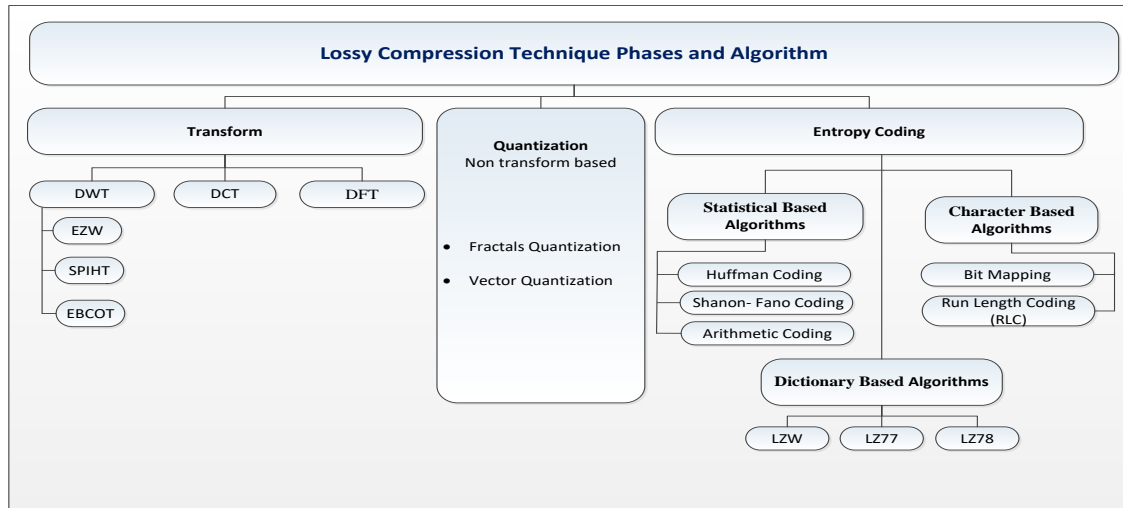 Lossy Compression Technique Phases and Algorithm
Transform
DWT
DCT
DFT
EZW
SPIHT
EBCOT
Quantization
Non transform based
• Fractals Quantization
• Vector Quantization
Entropy Coding
Statistical Based
Algorithms
Huffman Coding
Shanon- Fano Coding
Arithmetic Coding
Character Based
Algorithms
Bit Mapping
Run Length Coding
(RLC)
Dictionary Based Algorithms
LZW
LZ77
LZ78